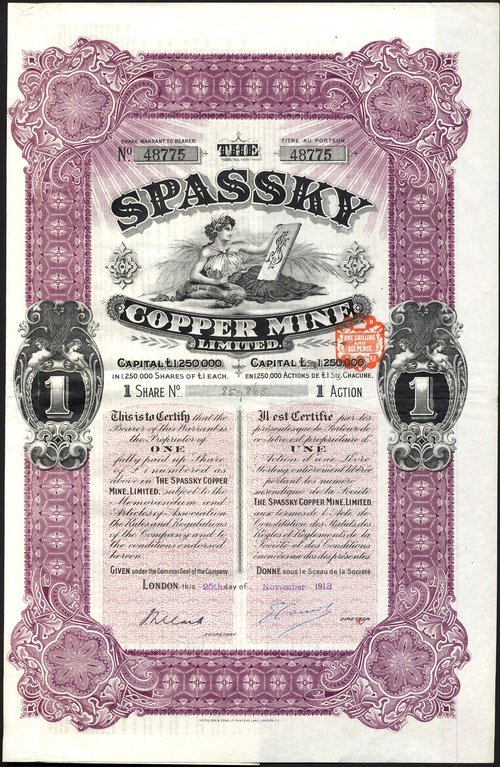 SHARE WARRANT TO BEARER
TITRE AU PORTEUR
No 48775
THE
48775
SPASSKY
COPPER MINE
LIMITED.
ONE SHILLING
AND
SIX PENCE
CAPITAL £1,250,000
IN 1,250,000 SHARES OF £1 EACH.
CAPITAL £Stg 1,250,000
EN 1,250,000 ACTIONS DE £1 Stg. CHACUNE.
1 SHARE No.
1 ACTION
1
1
This is to Certify that the
Bearer of this Warrant is
the Proprietor of
ONE
fully paid up Share
of £1 numbered as
above in THE SPASSKY COPPER
MINE, LIMITED, subject to the
Memorandum and
Articles of Association
the Rules and Regulations
of the Company and to
the conditions endorsed
hereon.
GIVEN under the Common Seal of the Company
Il est Certifié par les
présentes que le Porteur de
ce titre est propriétaire d'
UNE
Action d'une Livre
Sterling entièrement libérée
portant les numéro
susindiqué de la Société
THE SPASSKY COPPER MINE, LIMITED,
aux termes de l'Acte de
Constitution des Statuts, des
Règles et Règlements de la
Société et des Conditions
énoncées au dos des présentes.
DONNE sous le Sceau de la Société
LONDON this 25th day of November 1913
SECRETARY
DIRECTOR